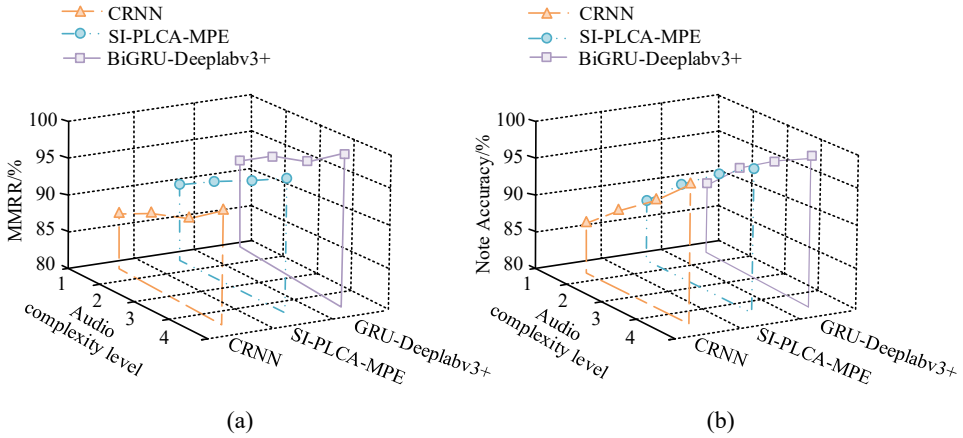 CRNN
SI-PLCA-MPE
BiGRU-Deeplabv3+
MMRR/%
100
95
90
85
80
1
2
3
4
Audio
complexity level
CRNN
SI-PLCA-MPE
GRU-Deeplabv3+
(a)
CRNN
SI-PLCA-MPE
BiGRU-Deeplabv3+
Note Accuracy/%
100
95
90
85
80
1
2
3
4
Audio
complexity level
CRNN
SI-PLCA-MPE
GRU-Deeplabv3+
(b)